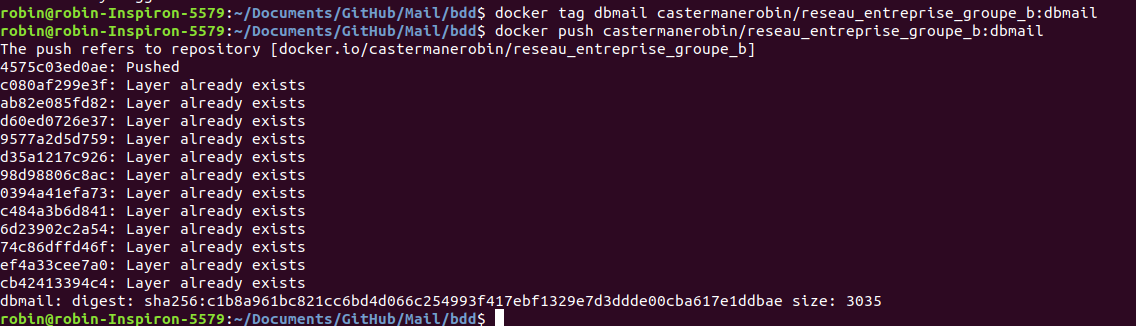 robin@robin-Inspiron-5579:~/Documents/GitHub/Mail/bdd$ docker tag dbmail castermanerobin/reseau_entreprise_groupe_b:dbmail
robin@robin-Inspiron-5579:~/Documents/GitHub/Mail/bdd$ docker push castermanerobin/reseau_entreprise_groupe_b:dbmail
The push refers to repository [docker.io/castermanerobin/reseau_entreprise_groupe_b]
4575c03ed0ae: Pushed
c080af299e3f: Layer already exists
ab82e085fd82: Layer already exists
d60ed0726e37: Layer already exists
9577a2d5d759: Layer already exists
d35a1217c926: Layer already exists
98d98806c8ac: Layer already exists
0394a41efa73: Layer already exists
c484a3b6d841: Layer already exists
6d23902c2a54: Layer already exists
74c86dffd46f: Layer already exists
ef4a33cee7a0: Layer already exists
cb42413394c4: Layer already exists
dbmail: digest: sha256:c1b8a961bc821cc6bd4d066c254993f417ebf1329e7d3ddde00cba617e1ddbae size: 3035
robin@robin-Inspiron-5579:~/Documents/GitHub/Mail/bdd$